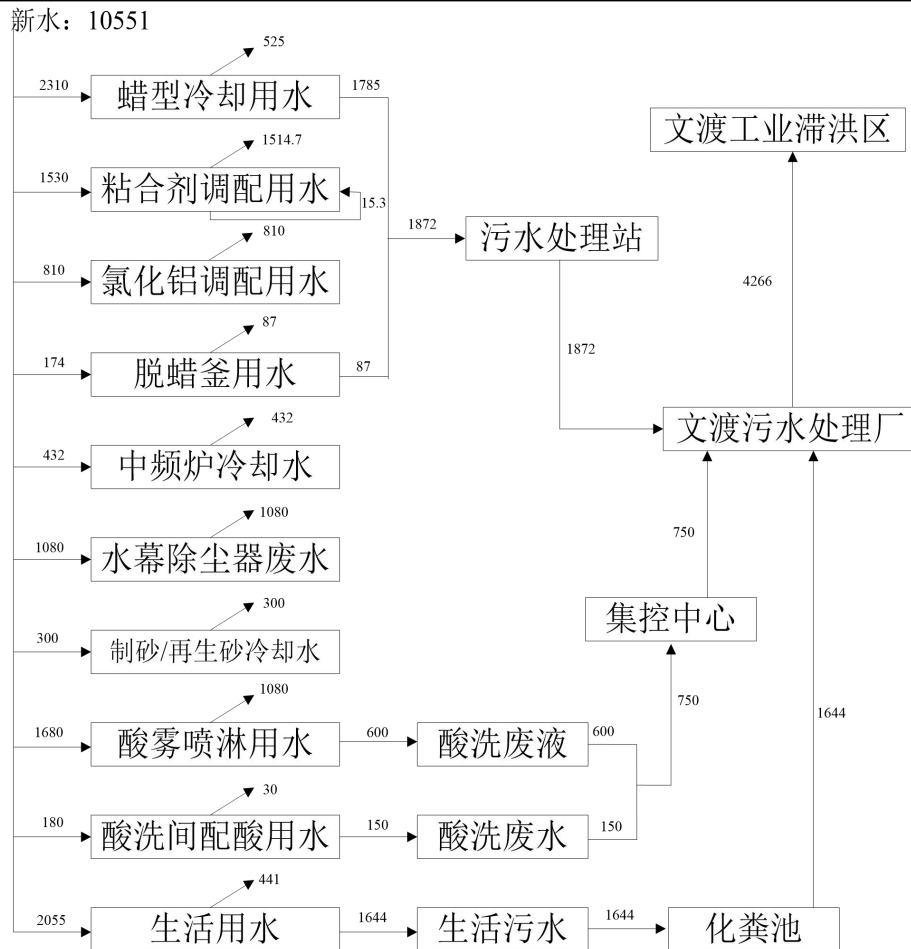 新水：10551
525
2310
蜡型冷却用水
1785
文渡工业滞洪区
1514.7
1530
粘合剂调配用水
15.3
1872
污水处理站
810
810
氯化铝调配用水
4266
87
1872
174
脱蜡釜用水
87
432
文渡污水处理厂
432
中频炉冷却水
1080
750
1080
水幕除尘器废水
300
集控中心
300
制砂/再生砂冷却水
1080
750
1644
1680
酸雾喷淋用水
600
酸洗废液
600
30
180
酸洗间配酸用水
150
酸洗废水
150
441
2055
生活用水
1644
生活污水
1644
化粪池